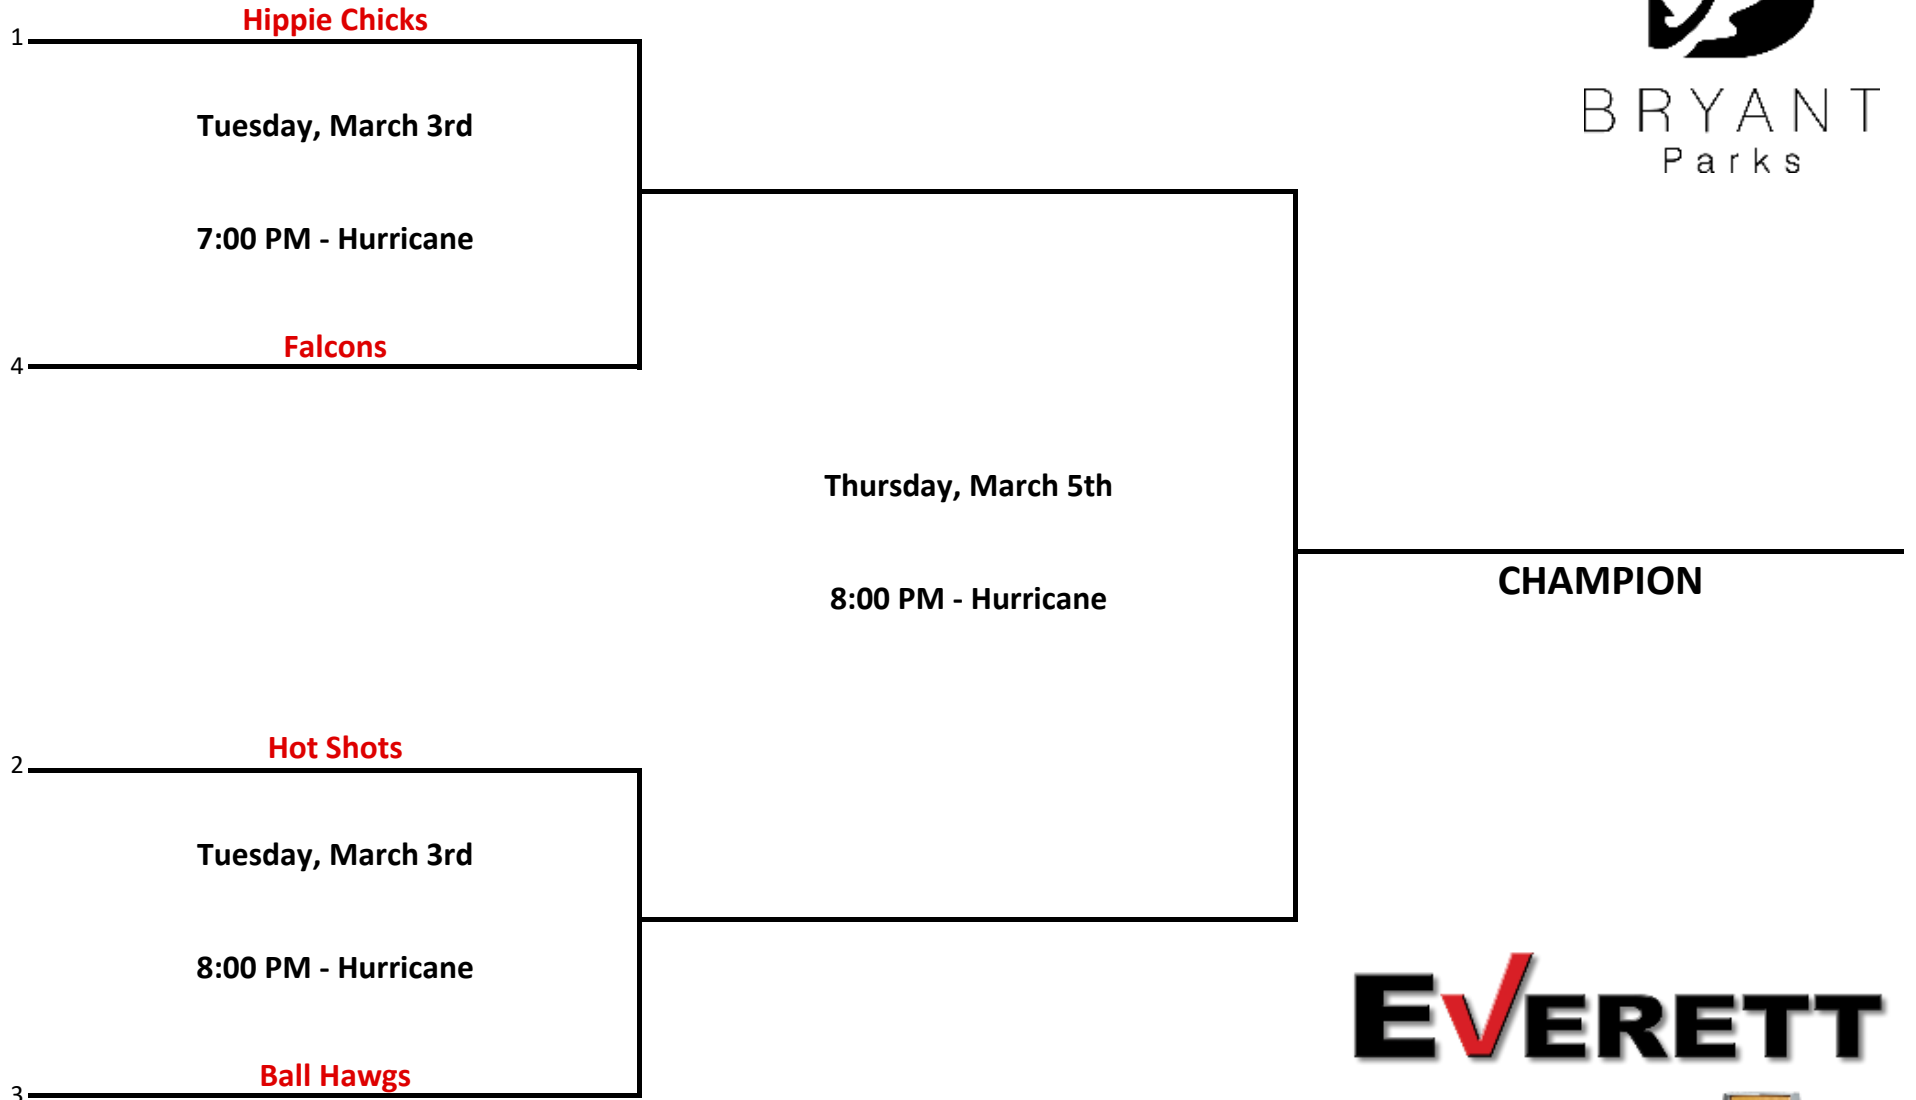 Hippie Chicks
1
BRYANT
Parks
Tuesday, March 3rd
7:00 PM - Hurricane
Falcons
4
Thursday, March 5th
8:00 PM - Hurricane
CHAMPION
Hot Shots
2
Tuesday, March 3rd
8:00 PM - Hurricane
EVERETT
Ball Hawgs
3